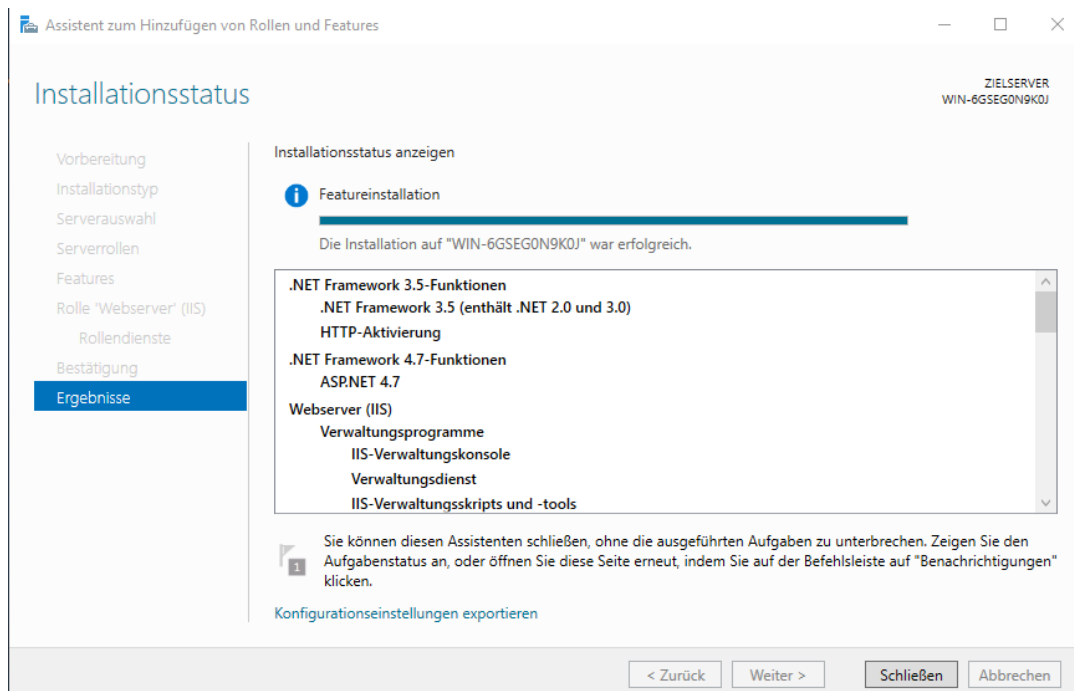 Assistent zum Hinzufügen von Rollen und Features
Installationsstatus
ZIELSERVER
WIN-6GSEG0N9K0J
Vorbereitung
Installationstyp
Serverauswahl
Serverrollen
Features
Rolle "Webserver" (IIS)
Rollendienste
Bestätigung
Ergebnisse
Installationsstatus anzeigen
Featureinstallation
Die Installation auf "WIN-6GSEG0N9K0J" war erfolgreich.
.NET Framework 3.5-Funktionen
.NET Framework 3.5 (enthält .NET 2.0 und 3.0)
HTTP-Aktivierung
.NET Framework 4.7-Funktionen
ASP.NET 4.7
Webserver (IIS)
Verwaltungsprogramme
IIS-Verwaltungskonsole
Verwaltungsdienst
IIS-Verwaltungsskripts und -tools
1
Sie können diesen Assistenten schließen, ohne die ausgeführten Aufgaben zu unterbrechen. Zeigen Sie den
Aufgabenstatus an, oder öffnen Sie diese Seite erneut, indem Sie auf der Befehlsleiste auf "Benachrichtigungen"
klicken.
Konfigurationseinstellungen exportieren
< Zurück
Weiter >
Schließen
Abbrechen